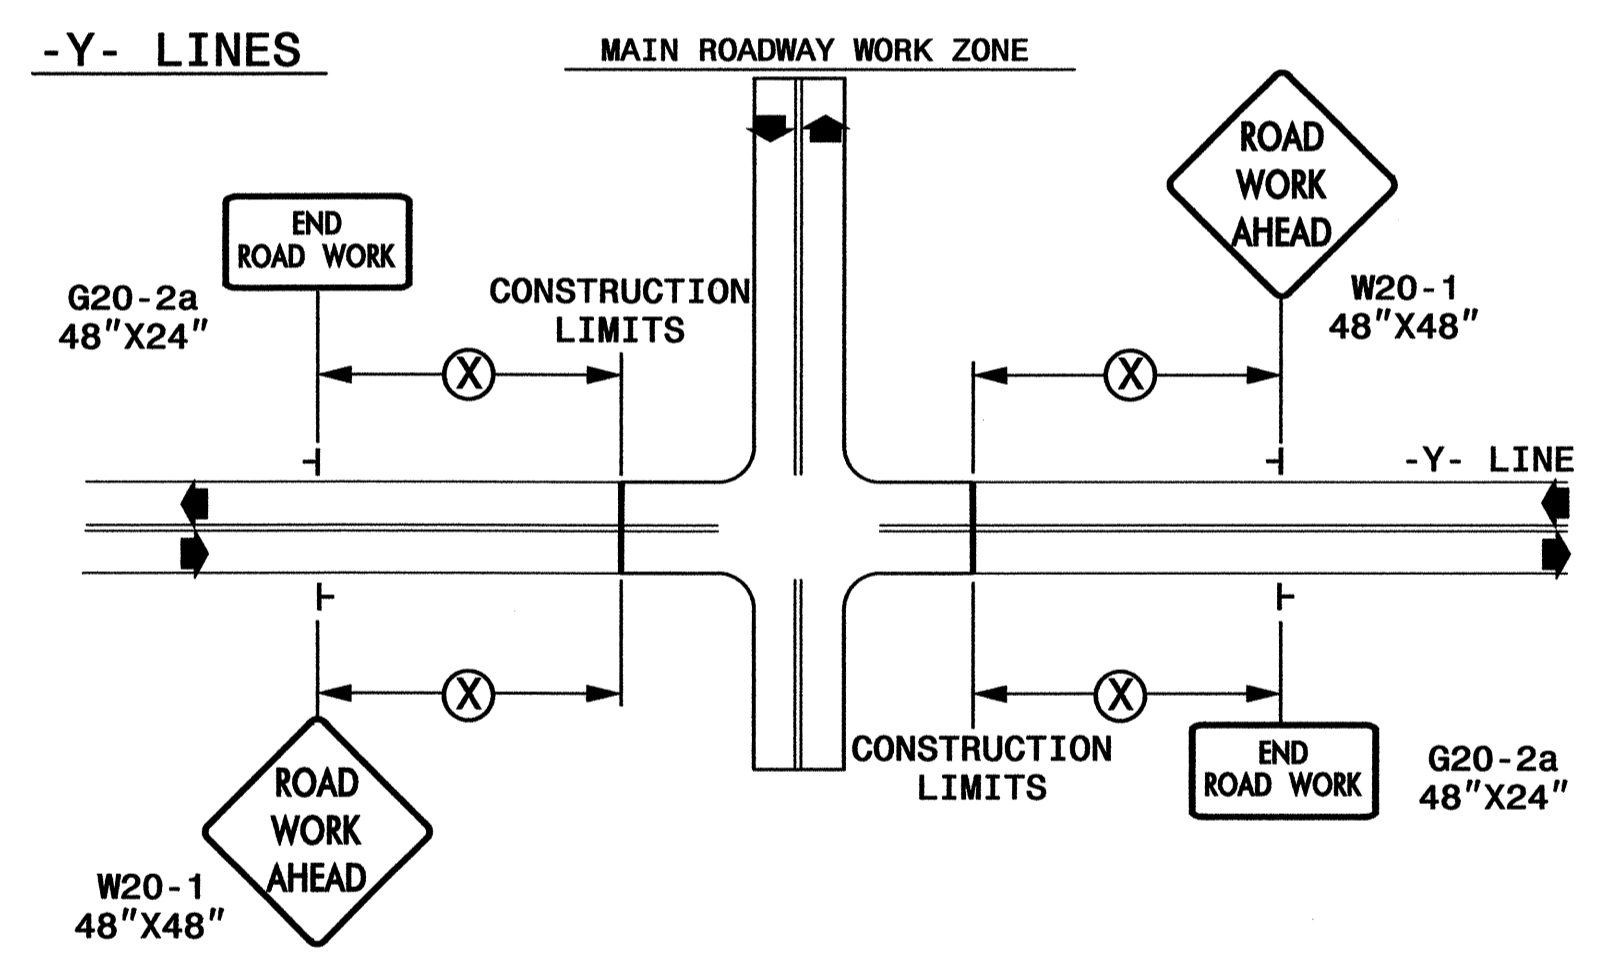 -Y- LINES
MAIN ROADWAY WORK ZONE
ROAD
WORK
AHEAD
W20-1
48"X48"
END
ROAD WORK
G20-2a
48"X24"
CONSTRUCTION
LIMITS
X
X
-Y- LINE
X
X
ROAD
WORK
AHEAD
W20-1
48"X48"
CONSTRUCTION
LIMITS
END
ROAD WORK
G20-2a
48"X24"